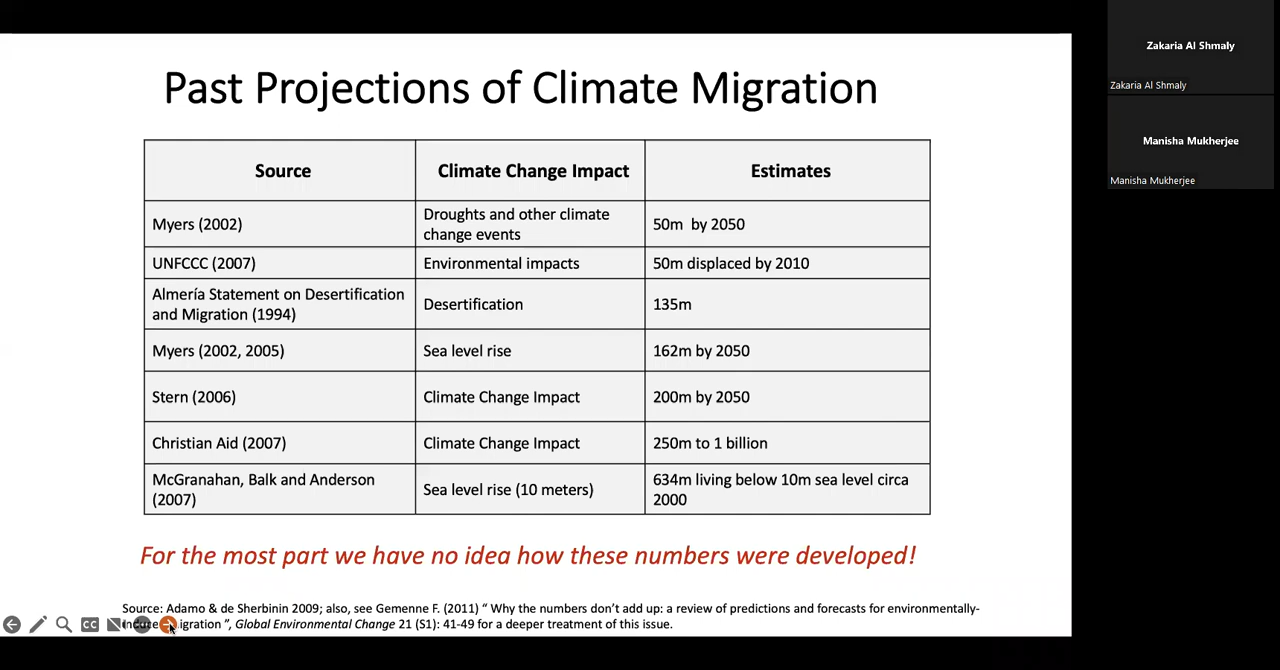 Past Projections of Climate Migration
Source
Climate Change Impact
Estimates
Myers (2002)
Droughts and other climate
change events
50m by 2050
UNFCCC (2007)
Environmental impacts
50m displaced by 2010
Almería Statement on Desertification
and Migration (1994)
Desertification
135m
Myers (2002, 2005)
Sea level rise
162m by 2050
Stern (2006)
Climate Change Impact
200m by 2050
Christian Aid (2007)
Climate Change Impact
250m to 1 billion
McGranahan, Balk and Anderson
(2007)
Sea level rise (10 meters)
634m living below 10m sea level circa
2000
For the most part we have no idea how these numbers were developed!
Source: Adamo & de Sherbinin 2009; also, see Gemenne F. (2011) “ Why the numbers don’t add up: a review of predictions and forecasts for environmentally-
igration ”, Global Environmental Change 21 (S1): 41-49 for a deeper treatment of this issue.
CC
Zakaria Al Shmaly
Zakaria Al Shmaly
Manisha Mukherjee
Manisha Mukherjee